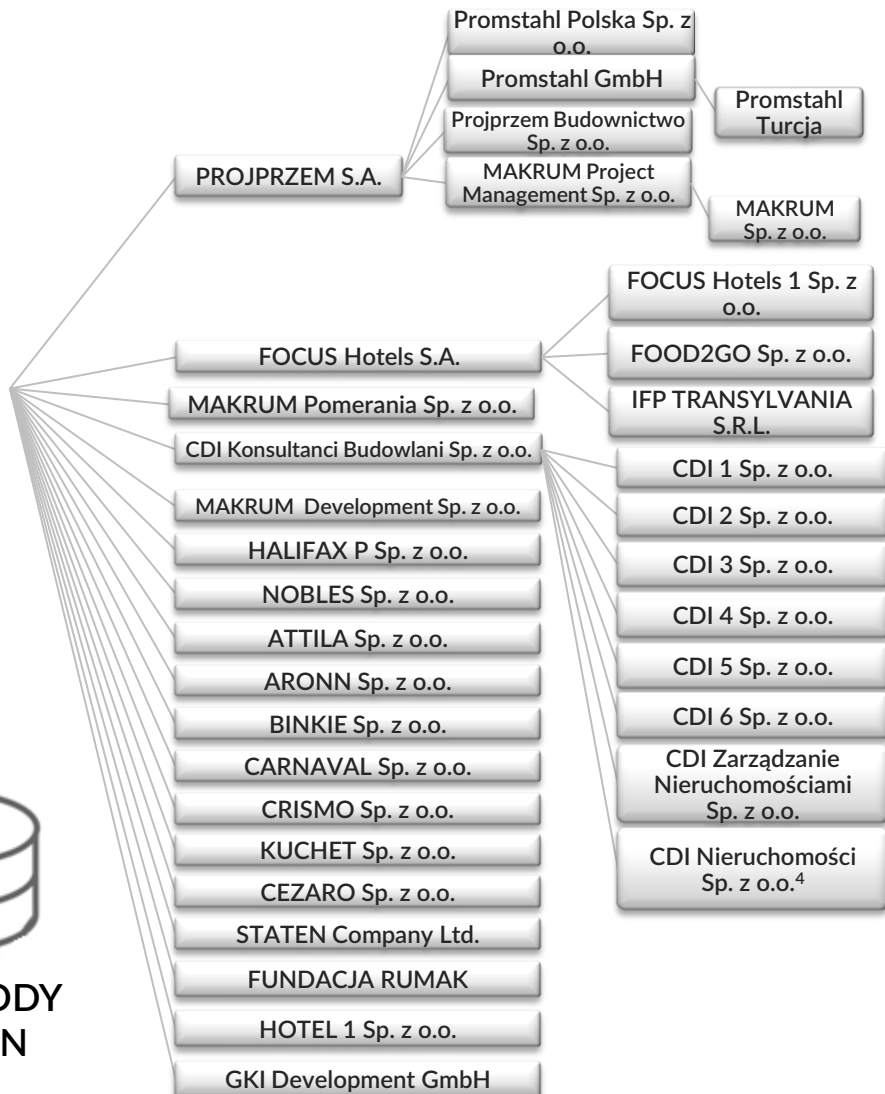 Promstahl Polska Sp. z
o.o.
Promstahl GmbH
Promstahl
Turcja
Projprzem Budownictwo
Sp. z o.o.
PROJPRZEM S.A.
MAKRUM Project
Management Sp. z o.o.
MAKRUM
Sp. z o.o.
FOCUS Hotels 1 Sp. z
o.o.
FOCUS Hotels S.A.
FOOD2GO Sp. z o.o.
IFP TRANSYLVANIA
S.R.L.
MAKRUM Pomerania Sp. z o.o.
CDI Konsultanci Budowlani Sp. z o.o.
CDI 1 Sp. z o.o.
CDI 2 Sp. z o.o.
CDI 3 Sp. z o.o.
CDI 4 Sp. z o.o.
CDI 5 Sp. z o.o.
CDI 6 Sp. z o.o.
CDI Zarządzanie
Nieruchomościami
Sp. z o.o.
CDI Nieruchomości
Sp. z o.o.⁴
MAKRUM Development Sp. z o.o.
HALIFAX P Sp. z o.o.
NOBLES Sp. z o.o.
ATTILA Sp. z o.o.
ARONN Sp. z o.o.
BINKIE Sp. z o.o.
CARNAVAL Sp. z o.o.
CRISMO Sp. z o.o.
KUCHET Sp. z o.o.
CEZARO Sp. z o.o.
STATEN Company Ltd.
FUNDACJA RUMAK
HOTEL 1 Sp. z o.o.
GKI Development GmbH
ODY
N